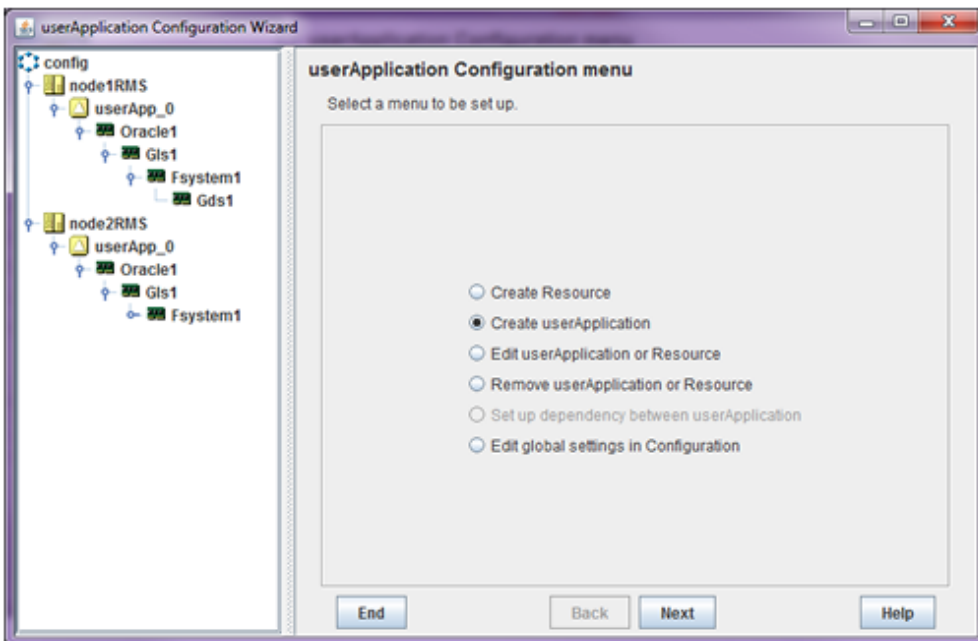 userApplication Configuration Wizard
config
node1RMS
userApp_0
Oracle1
Gls1
Fsystem1
Gds1
node2RMS
userApp_0
Oracle1
Gls1
Fsystem1
userApplication Configuration menu
Select a menu to be set up.
Create Resource
Create userApplication
Edit userApplication or Resource
Remove userApplication or Resource
Set up dependency between userApplication
Edit global settings in Configuration
End Back Next Help